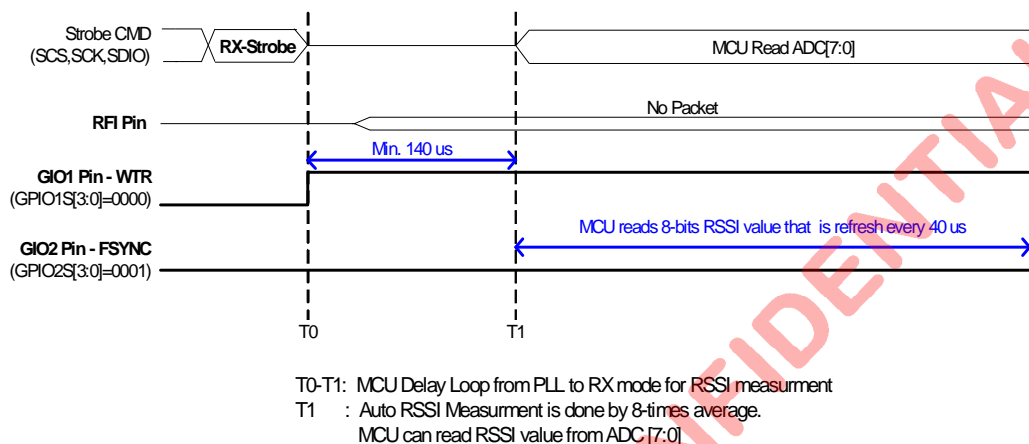 Strobe CMD
(SCS,SCK,SDIO)
RX-Strobe
MCU Read ADC[7:0]
RFI Pin
No Packet
Min. 140 us
GIO1 Pin - WTR
(GPIO1S[3:0]=0000)
MCU reads 8-bits RSSI value that is refresh every 40 us
GIO2 Pin - FSYNC
(GPIO2S[3:0]=0001)
T0
T1
T0-T1: MCU Delay Loop from PLL to RX mode for RSSI measurment
T1 : Auto RSSI Measurment is done by 8-times average.
MCU can read RSSI value from ADC [7:0]
CONFIDENTIAL